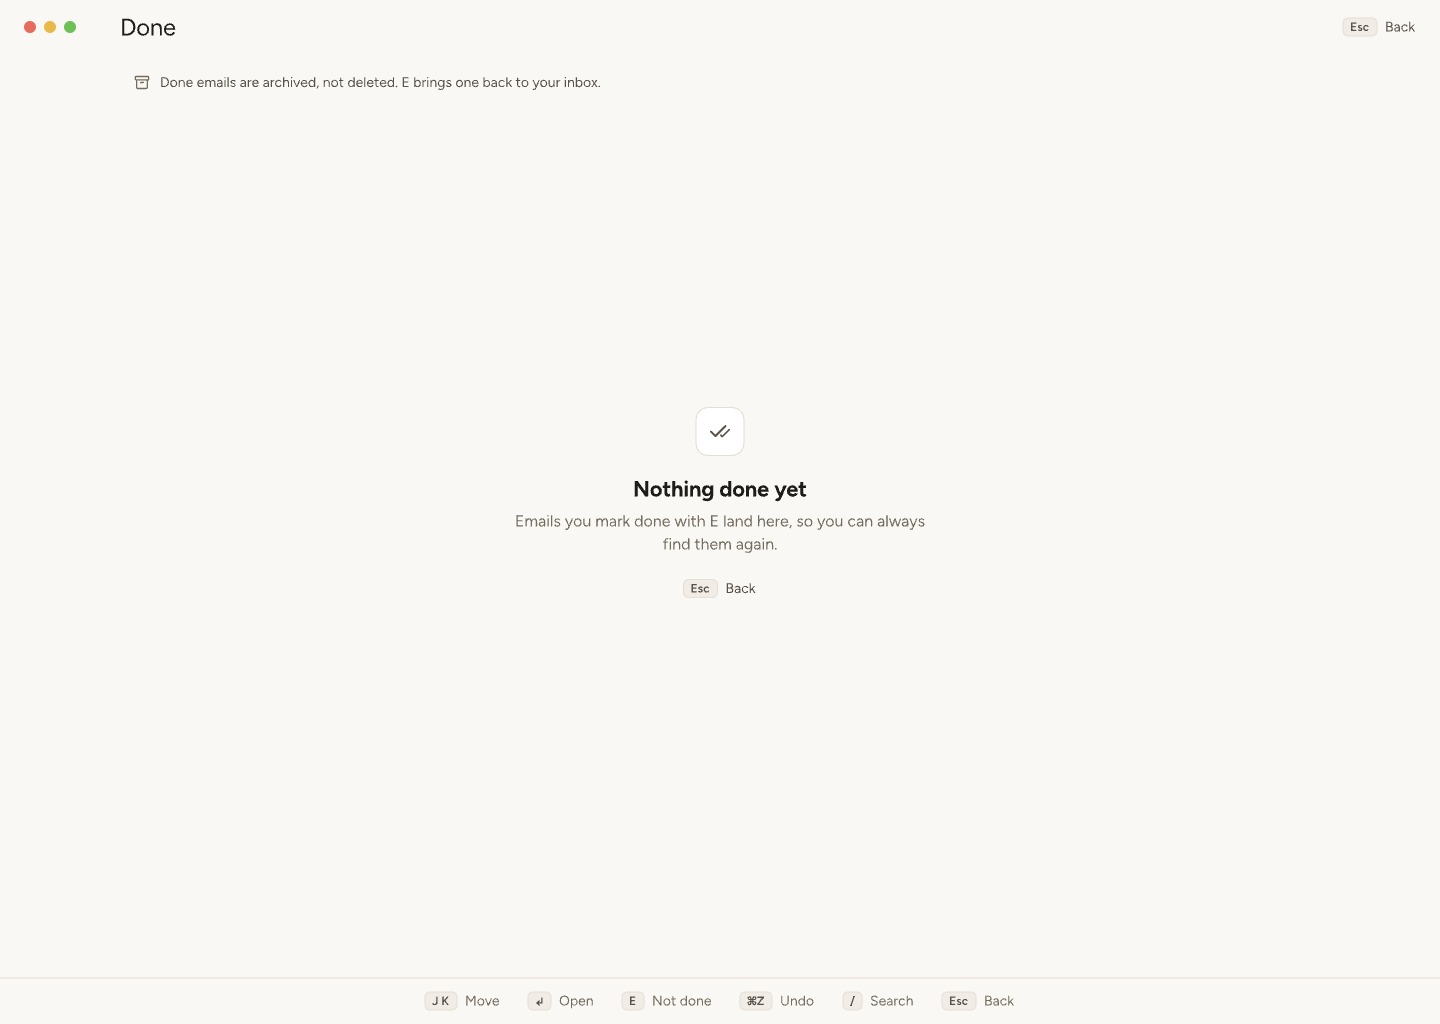 Done
Esc Back
Done emails are archived, not deleted. E brings one back to your inbox.
Nothing done yet
Emails you mark done with E land here, so you can always
find them again.
Esc Back
J K Move ↲ Open E Not done ⌘Z Undo / Search Esc Back